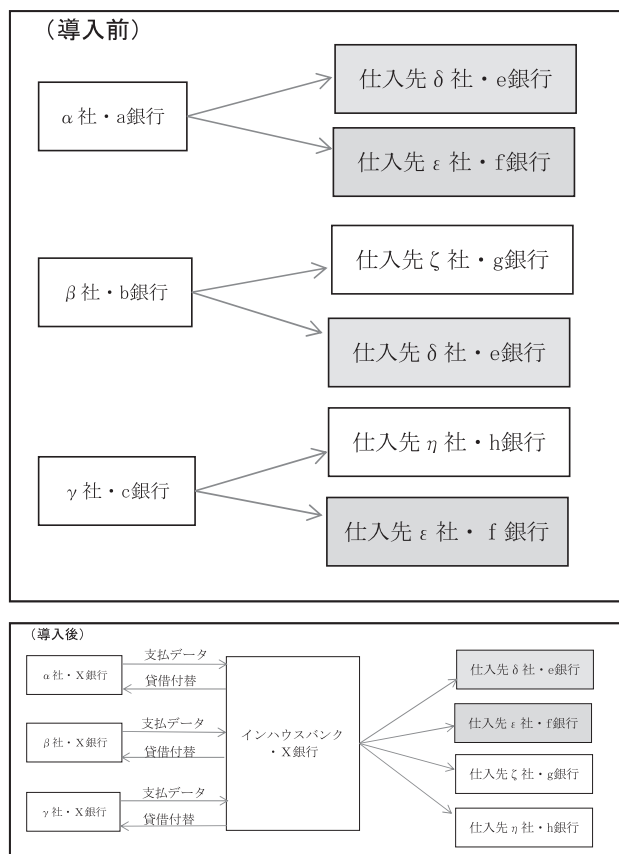 (導入前)
α社・a銀行
仕入先δ社・e銀行
仕入先ε社・f銀行
β社・b銀行
仕入先ζ社・g銀行
仕入先δ社・e銀行
γ社・c銀行
仕入先η社・h銀行
仕入先ε社・f銀行
(導入後)
α社・X銀行
支払データ
貸借付替
β社・X銀行
支払データ
貸借付替
γ社・X銀行
支払データ
貸借付替
インハウスバンク
・X銀行
仕入先δ社・e銀行
仕入先ε社・f銀行
仕入先ζ社・g銀行
仕入先η社・h銀行